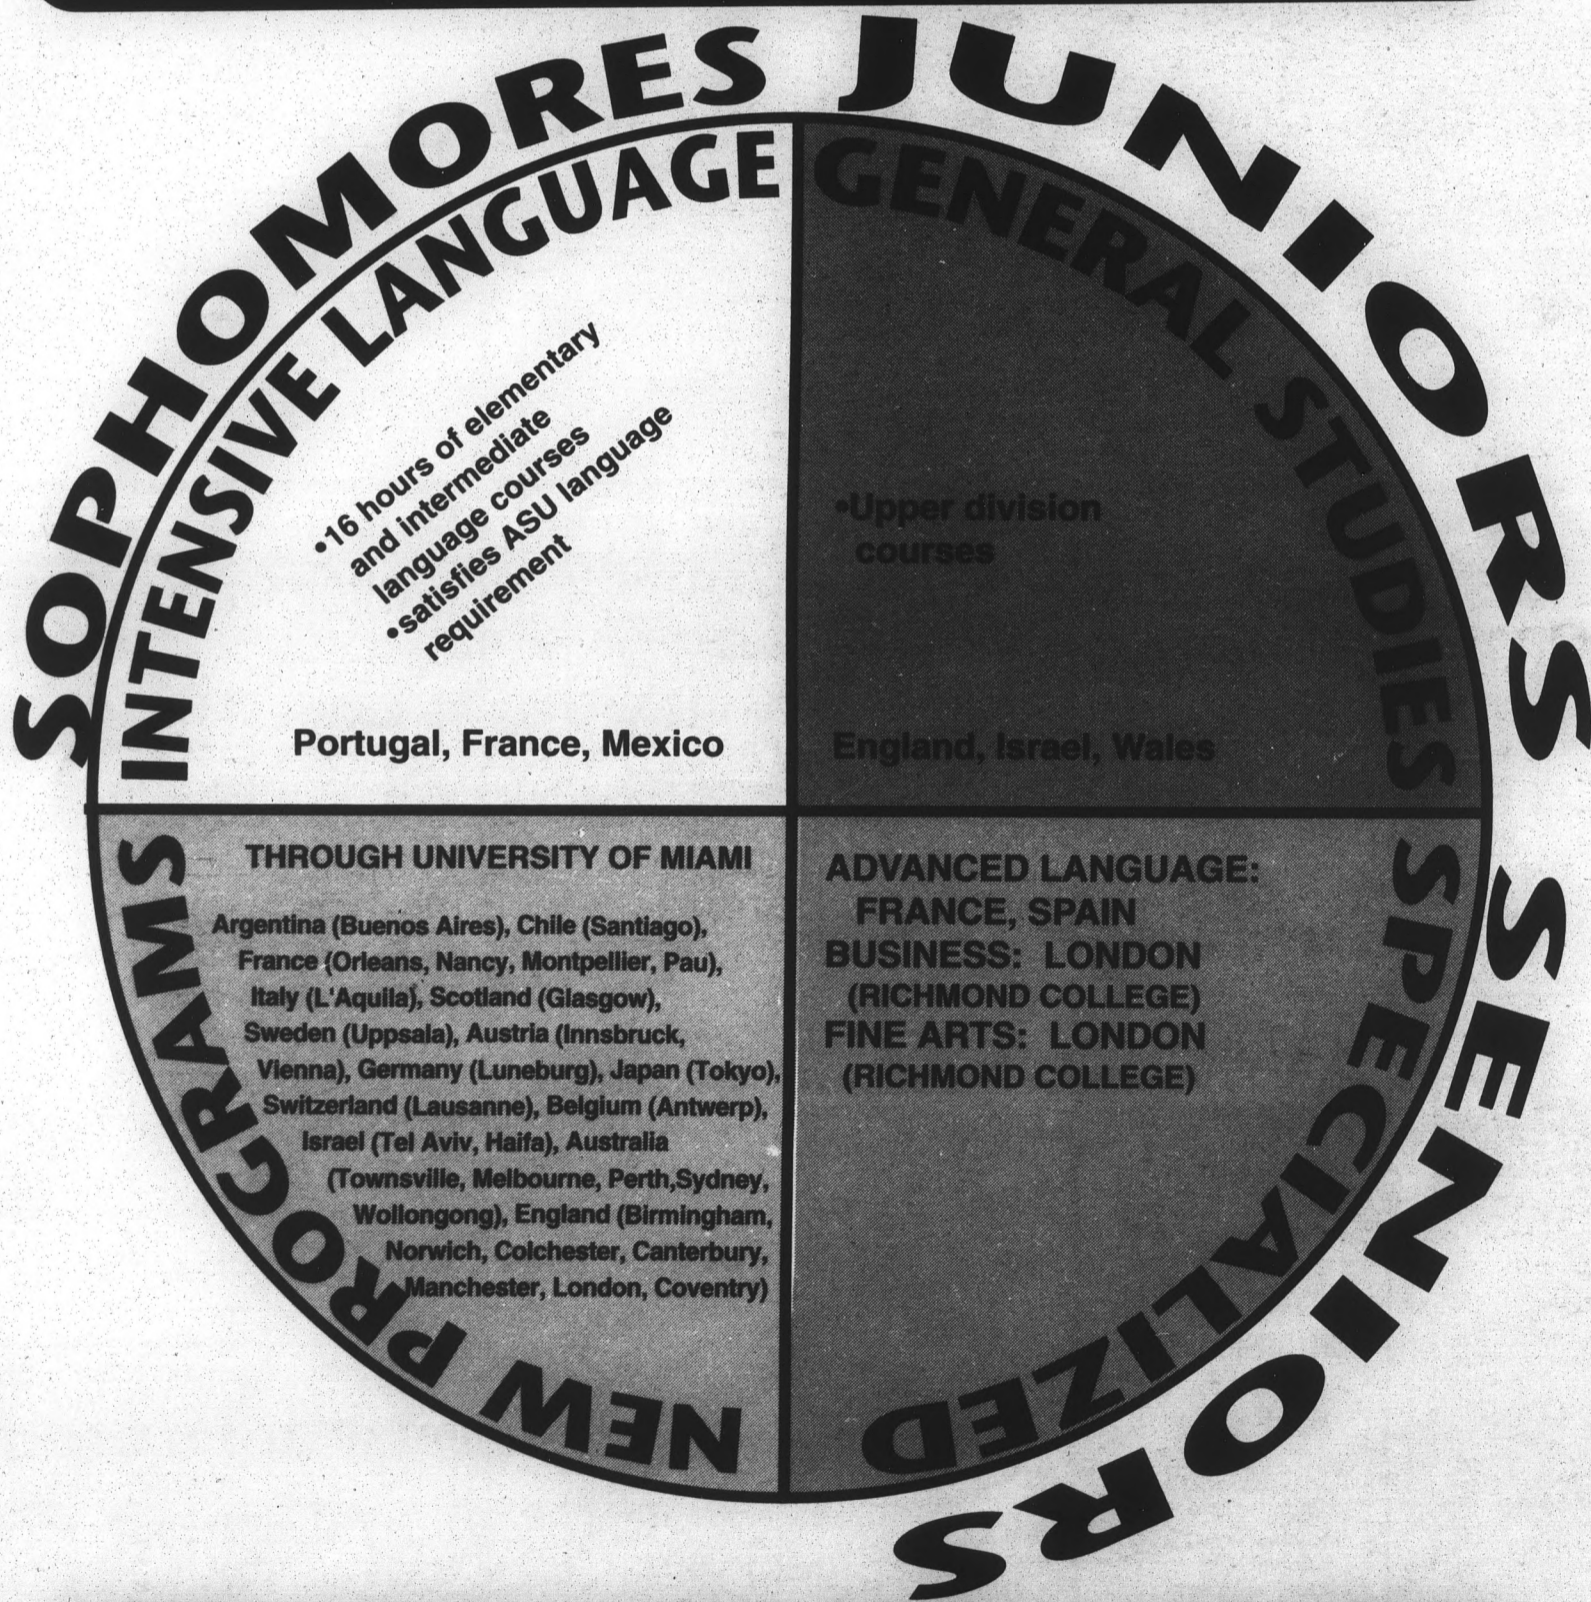 SOPHOMORES JUNIORS SENIORS
INTENSIVE LANGUAGE
•16 hours of elementary
and intermediate
language courses
•satisfies ASU language
requirement
Portugal, France, Mexico
GENERAL STUDIES
•Upper division
courses
England, Israel, Wales
NEW PROGRAMS
THROUGH UNIVERSITY OF MIAMI
Argentina (Buenos Aires), Chile (Santiago),
France (Orleans, Nancy, Montpellier, Pau),
Italy (L'Aquila), Scotland (Glasgow),
Sweden (Uppsala), Austria (Innsbruck,
Vienna), Germany (Luneburg), Japan (Tokyo),
Switzerland (Lausanne), Belgium (Antwerp),
Israel (Tel Aviv, Haifa), Australia
(Townsville, Melbourne, Perth,Sydney,
Wollongong), England (Birmingham,
Norwich, Colchester, Canterbury,
Manchester, London, Coventry)
SPECIALIZED
ADVANCED LANGUAGE:
FRANCE, SPAIN
BUSINESS: LONDON
(RICHMOND COLLEGE)
FINE ARTS: LONDON
(RICHMOND COLLEGE)